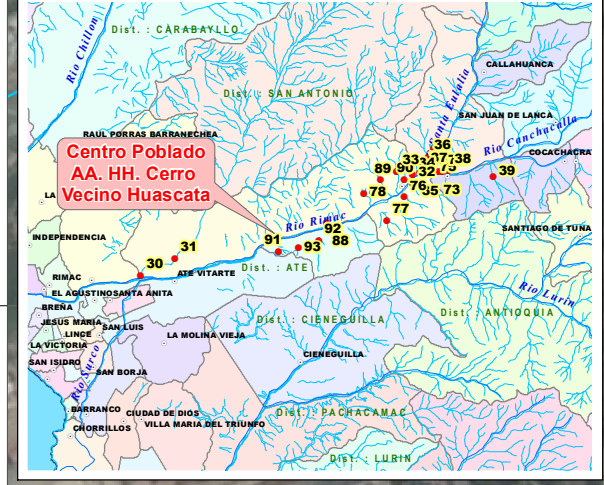 Dist. : CARABAYLLO
Rio Chillon
CALLAHUANCA
Dist. : SAN ANTONIO
Santa Eulalia
SAN JUAN DE LANCA
Rio Canchacalla
RAUL PORRAS BARRANECHEA
COCACHACRA
Centro Poblado
AA. HH. Cerro
Vecino Huascata
36
33
38
89
90
32
75
39
78
76
85
73
77
LA
Rio Rimac
92
SANTIAGO DE TUNA
INDEPENDENCIA
91
93
88
31
30
RIMAC
ATE VITARTE
Dist. : ATE
EL AGUSTINO
SANTA ANITA
Rio Lurin
BREÑA
JESUS MARIA
SAN LUIS
LINCE
LA VICTORIA
LA MOLINA VIEJA
Dist. : CIENEGUILLA
Dist. : ANTIOQUIA
SAN ISIDRO
CIENEGUILLA
SAN BORJA
Rio Surco
BARRANCO
CIUDAD DE DIOS
Dist. : PACHACAMAC
CHORRILLOS
VILLA MARIA DEL TRIUNFO
Dist. : LURIN